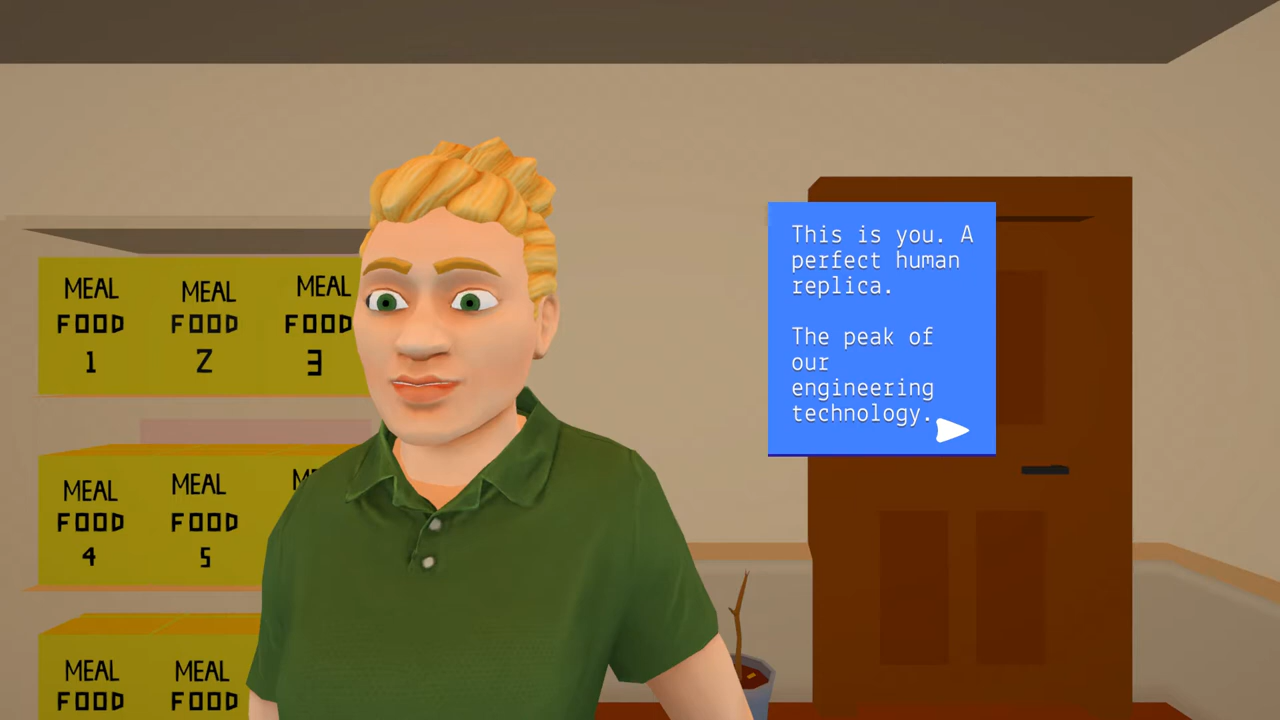 MEAL MEAL MEAL
FOOD FOOD FOOD
1 2 3
MEAL MEAL
FOOD FOOD
4 5
MEAL MEAL
FOOD FOOD
This is you. A
perfect human
replica.
The peak of
our
engineering
technology.